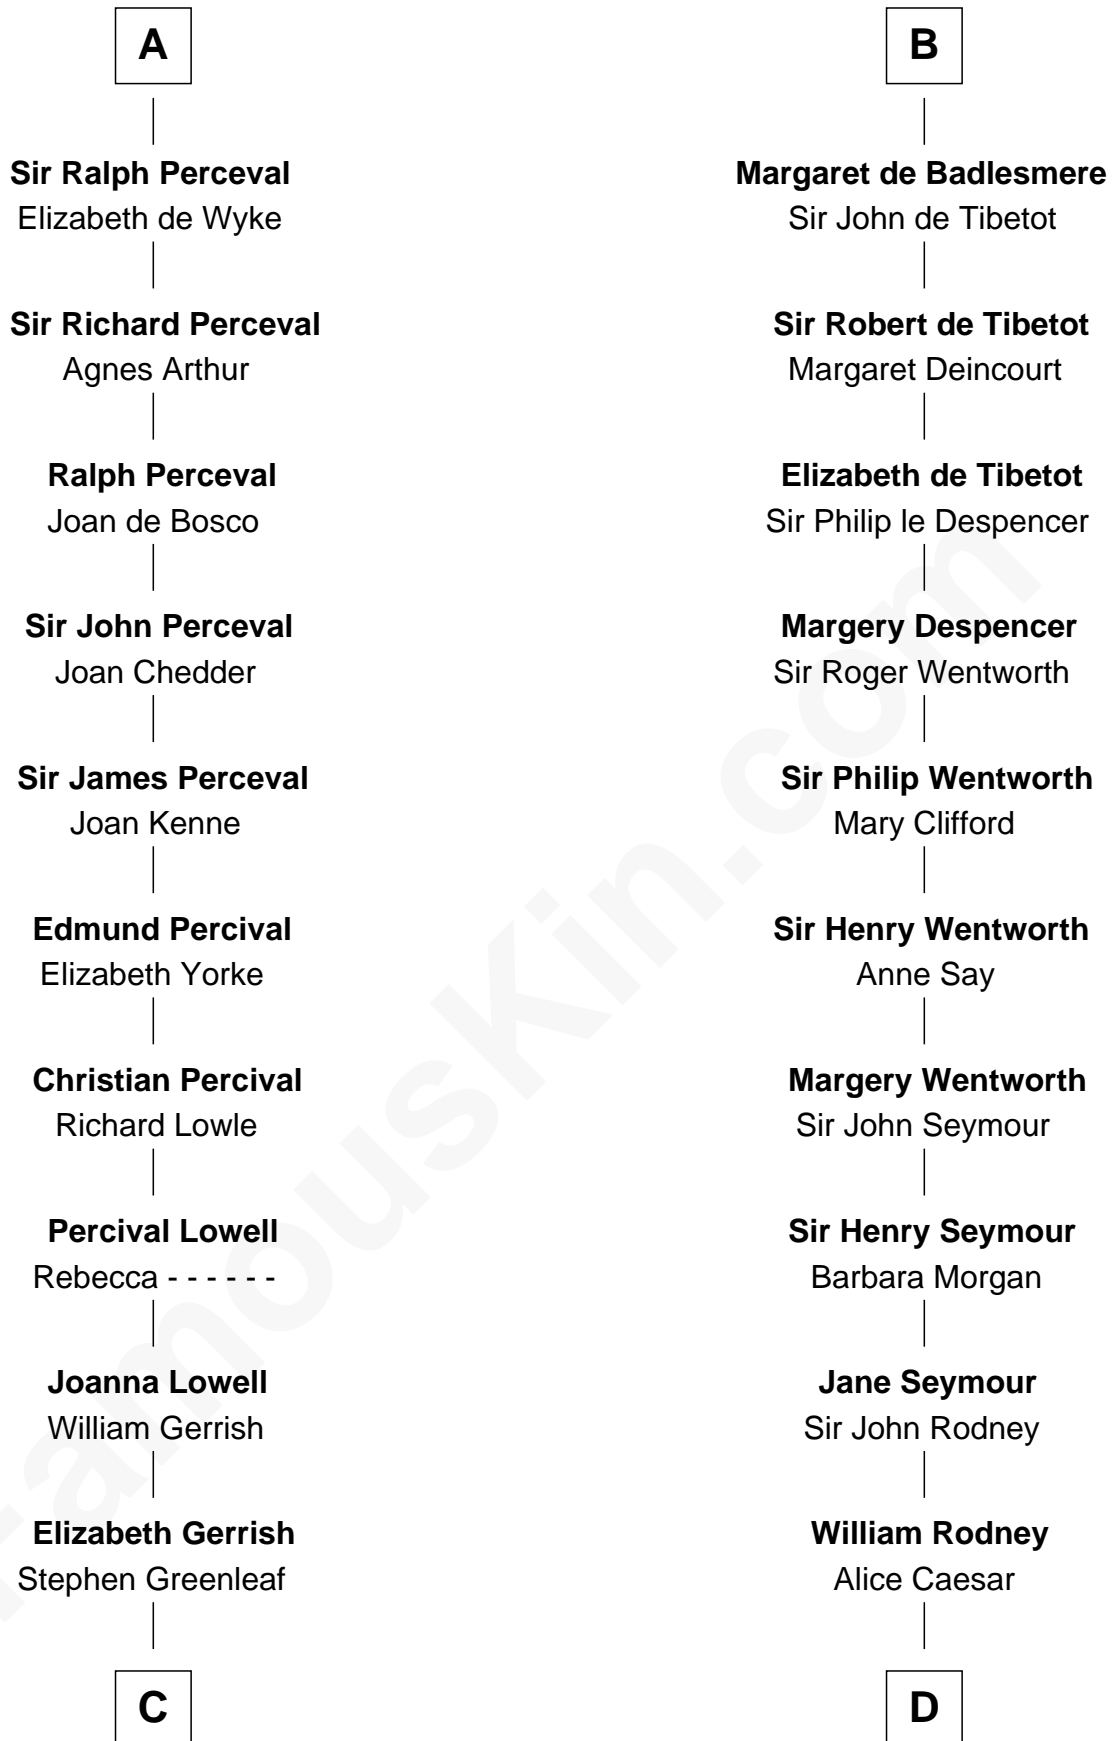 A
Sir Ralph Perceval
Elizabeth de Wyke
Sir Richard Perceval
Agnes Arthur
Ralph Perceval
Joan de Bosco
Sir John Perceval
Joan Chedder
Sir James Perceval
Joan Kenne
Edmund Percival
Elizabeth Yorke
Christian Percival
Richard Lowle
Percival Lowell
Rebecca - - - - - -
Joanna Lowell
William Gerrish
Elizabeth Gerrish
Stephen Greenleaf
C
B
Margaret de Badlesmere
Sir John de Tibetot
Sir Robert de Tibetot
Margaret Deincourt
Elizabeth de Tibetot
Sir Philip le Despencer
Margery Despencer
Sir Roger Wentworth
Sir Philip Wentworth
Mary Clifford
Sir Henry Wentworth
Anne Say
Margery Wentworth
Sir John Seymour
Sir Henry Seymour
Barbara Morgan
Jane Seymour
Sir John Rodney
William Rodney
Alice Caesar
D
FamousKin.com